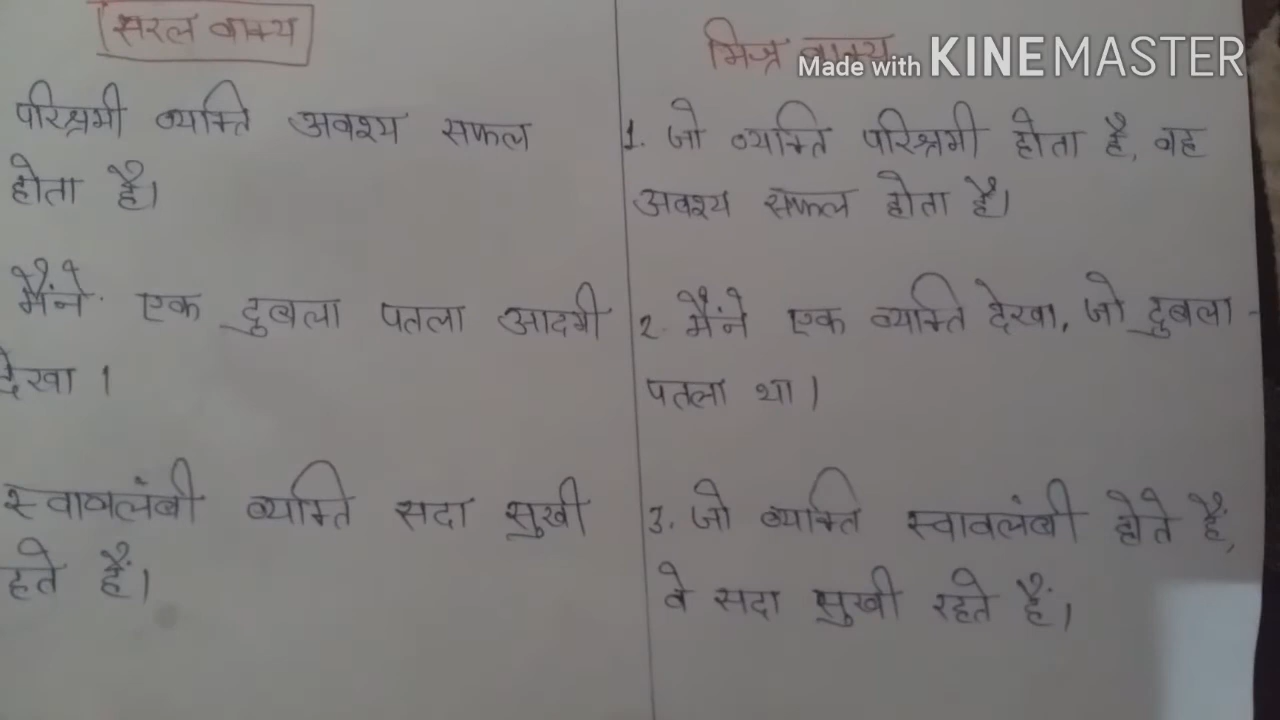 सरल वाक्य
परिश्रमी व्यक्ति अवश्य सफल
होता है।
मैंने एक दुबला पतला आदमी
देखा ।
स्वावलंबी व्यक्ति सदा सुखी
हते हैं।
मिश्र वाक्य
Made with KINEMASTER
1. जो व्यक्ति परिश्रमी होता है, वह
अवश्य सफल होता है।
2. मैंने एक व्यक्ति देखा, जो दुबला -
पतला था।
3. जो व्यक्ति स्वावलंबी होते हैं,
वे सदा सुखी रहते हैं।